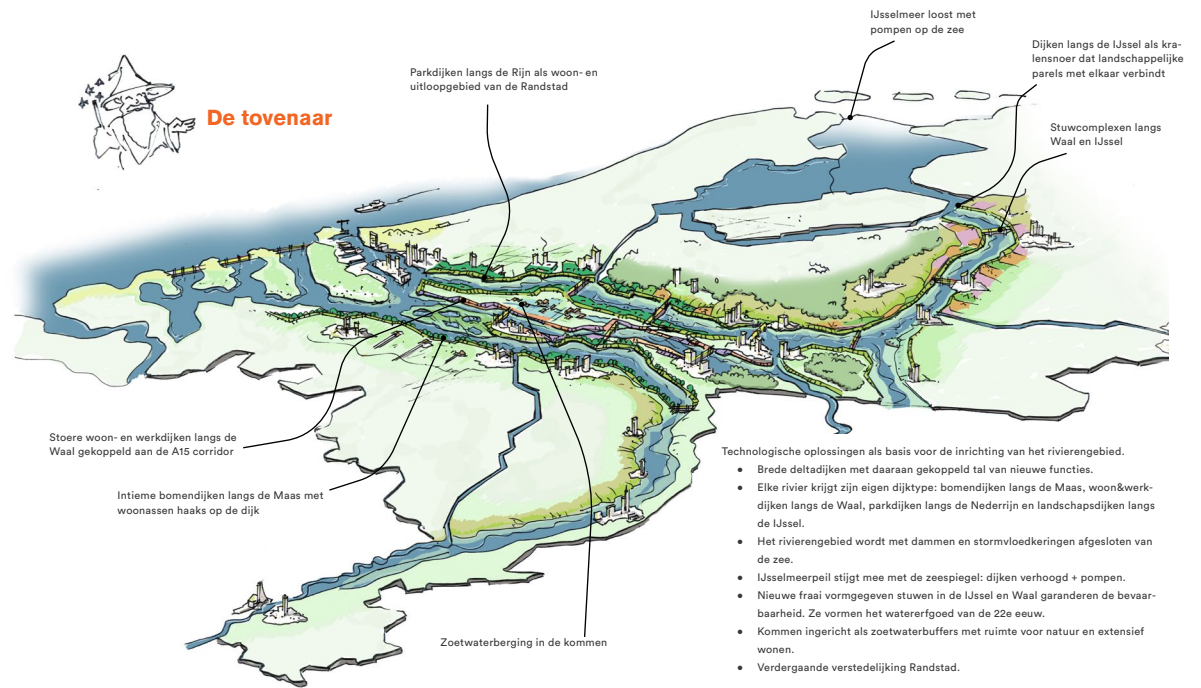 De tovenaar
IJsselmeer loost met
pompen op de zee
Dijken langs de IJssel als kra-
lensnoer dat landschappelijke
parels met elkaar verbindt
Parkdijken langs de Rijn als woon- en
uitloopgebied van de Randstad
Stuwcomplexen langs
Waal en IJssel
Stoere woon- en werkdijken langs de
Waal gekoppeld aan de A15 corridor
Intieme bomendijken langs de Maas met
woonassen haaks op de dijk
Zoetwaterberging in de kommen
Technologische oplossingen als basis voor de inrichting van het rivierengebied.
● Brede deltadijken met daaraan gekoppeld tal van nieuwe functies.
● Elke rivier krijgt zijn eigen dijktype: bomendijken langs de Maas, woon&werk-
dijken langs de Waal, parkdijken langs de Nederrijn en landschapsdijken langs
de IJssel.
● Het rivierengebied wordt met dammen en stormvloedkeringen afgesloten van
de zee.
● IJsselmeerpeil stijgt mee met de zeespiegel: dijken verhoogd + pompen.
● Nieuwe fraai vormgegeven stuwen in de IJssel en Waal garanderen de bevaar-
baarheid. Ze vormen het watererfgoed van de 22e eeuw.
● Kommen ingericht als zoetwaterbuffers met ruimte voor natuur en extensief
wonen.
● Verdergaande verstedelijking Randstad.